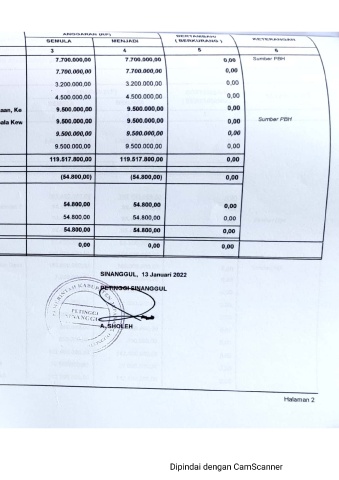 ANGGARAN (RP)
BERTAMBAH/
SEMULA MENJADI ( BERKURANG ) KETERANGAN
3 4 5 6
7.700.000,00 7.700.000,00 0,00 Sumber PBH
7.700.000,00 7.700.000,00 0,00
3.200.000,00 3.200.000,00 0,00
4.500.000,00 4.500.000,00 0,00
aan, Ke 9.500.000,00 9.500.000,00 0,00
ala Kew 9.500.000,00 9.500.000,00 0,00 Sumber PBH
9.500.000,00 9.500.000,00 0,00
9.500.000,00 9.500.000,00 0,00
119.517.800,00 119.517.800,00 0,00
(54.800,00) (54.800,00) 0,00
54.800,00 54.800,00 0,00
54.800,00 54.800,00 0,00
54.800,00 54.800,00 0,00
0,00 0,00 0,00
SINANGGUL, 13 Januari 2022
PETINGGI SINANGGUL
PEMERINTAH KABUPATEN
PETINGGI
SINANGGUL
A. SHOLEH
Halaman 2
Dipindai dengan CamScanner